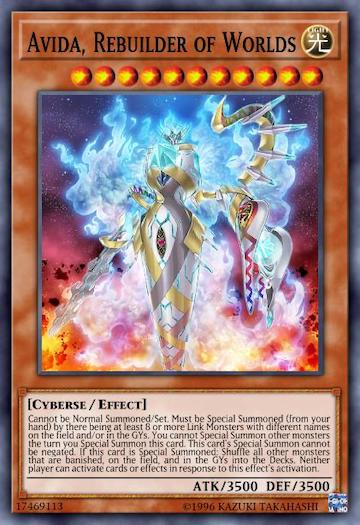 AVIDA, REBUILDER OF WORLDS
LIGHT
光
[CYBERSE / EFFECT]
Cannot be Normal Summoned/Set. Must be Special Summoned (from your
hand) by there being at least 8 or more Link Monsters with different names
on the field and/or in the GYs. You cannot Special Summon other monsters
the turn you Special Summon this card. This card's Special Summon cannot
be negated. If this card is Special Summoned: Shuffle all other monsters
that are banished, on the field, and in the GYs into the Decks. Neither
player can activate cards or effects in response to this effect's activation.
ATK/3500 DEF/3500
17469113
©1996 KAZUKI TAKAHASHI